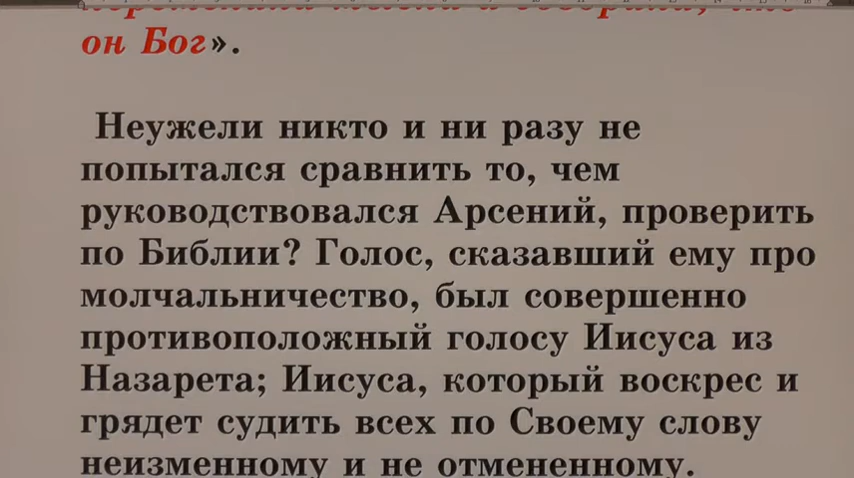 он Бог».
Неужели никто и ни разу не
попытался сравнить то, чем
руководствовался Арсений, проверить
по Библии? Голос, сказавший ему про
молчальничество, был совершенно
противоположный голосу Иисуса из
Назарета; Иисуса, который воскрес и
грядет судить всех по Своему слову
неизменному и не отмененному.